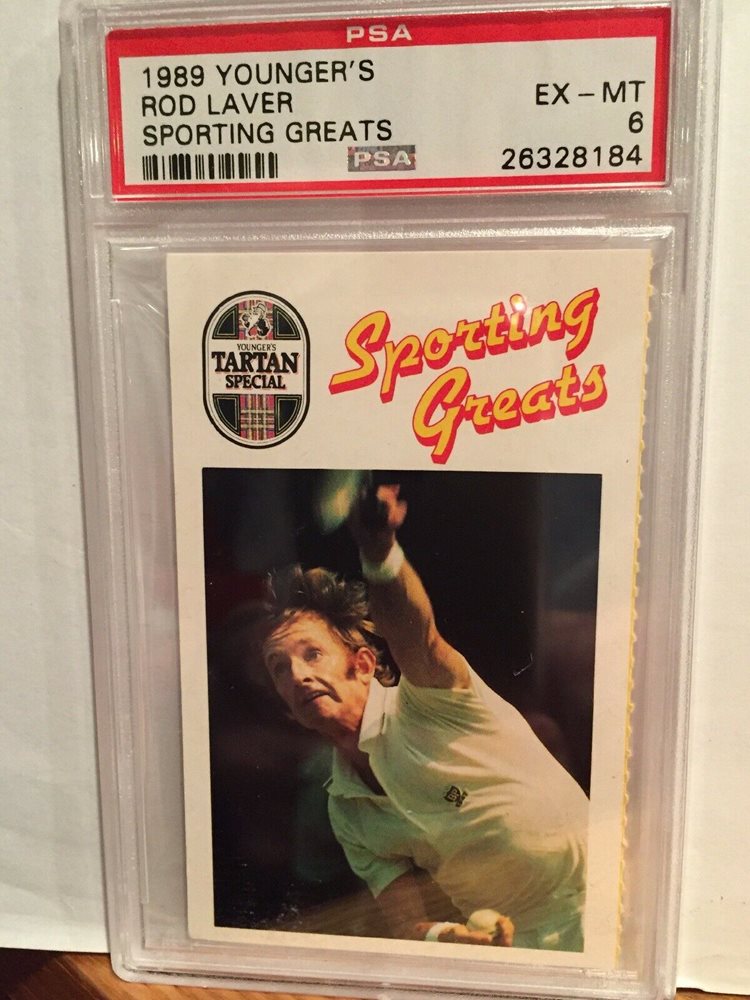 PSA
1989 YOUNGER'S
ROD LAVER
SPORTING GREATS
EX - MT
6
PSA
26328184
YOUNGER'S
TARTAN
SPECIAL
Sporting
Greats